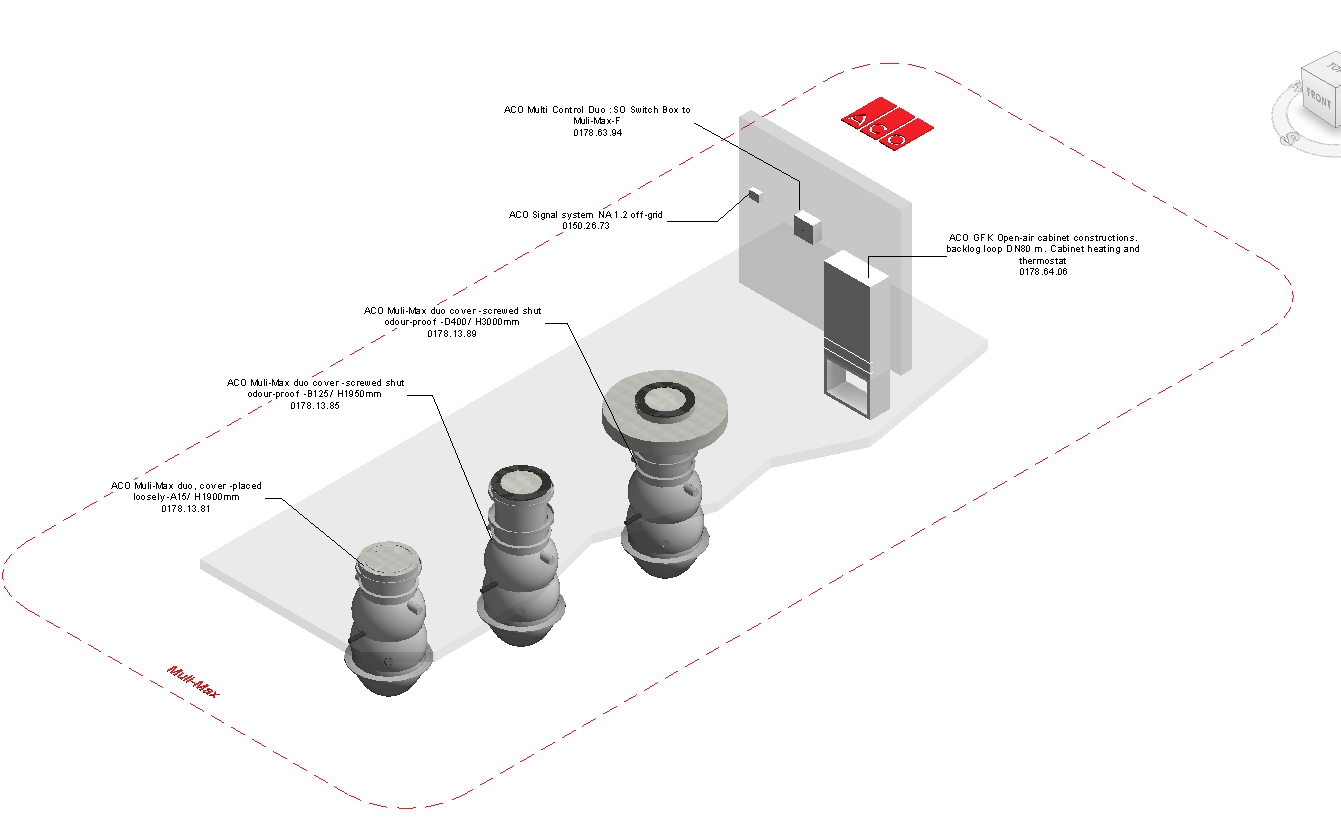 ACO Multi Control Duo : SO Switch Box to
Muli-Max-F
0178.63.94
ACO
ACO Signal system NA 1.2 off-grid
0150.26.73
ACO GFK Open-air cabinet constructions.
backlog loop DN80 m. Cabinet heating and
thermostat
0178.64.06
ACO Muli-Max duo cover -screwed shut
odour-proof -D400/ H3000mm
0178.13.89
ACO Muli-Max duo cover -screwed shut
odour-proof -B125/ H1950mm
0178.13.85
ACO Muli-Max duo, cover -placed
loosely -A15/ H1900mm
0178.13.81
Muli-Max
FRONT